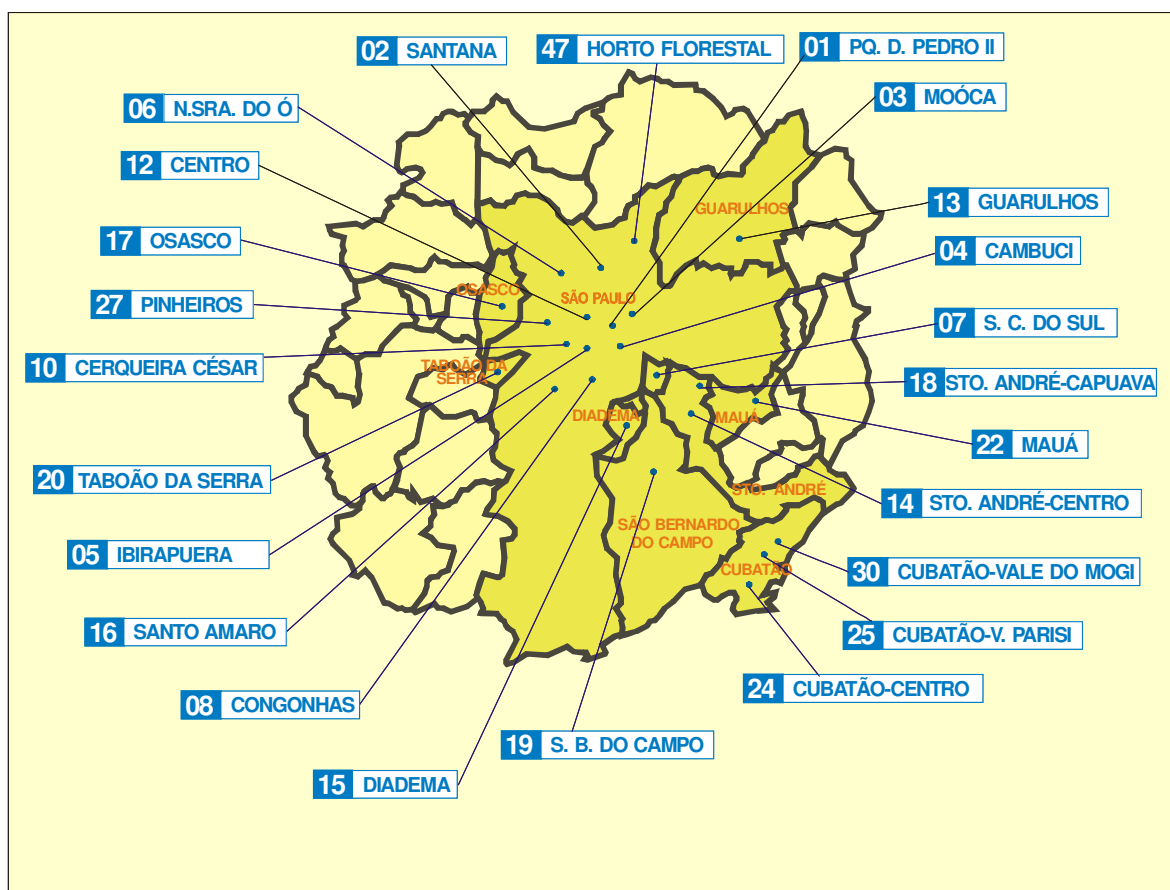 02 SANTANA
47 HORTO FLORESTAL
01 PQ. D. PEDRO II
06 N.SRA. DO Ó
03 MOÓCA
12 CENTRO
13 GUARULHOS
17 OSASCO
04 CAMBUCI
27 PINHEIROS
07 S. C. DO SUL
10 CERQUEIRA CÉSAR
18 STO. ANDRÉ-CAPUAVA
22 MAUÁ
20 TABOÃO DA SERRA
14 STO. ANDRÉ-CENTRO
05 IBIRAPUERA
30 CUBATÃO-VALE DO MOGI
16 SANTO AMARO
25 CUBATÃO-V. PARISI
24 CUBATÃO-CENTRO
08 CONGONHAS
19 S. B. DO CAMPO
15 DIADEMA
GUARULHOS
OSASCO
SÃO PAULO
TABOÃO DA
SERRA
DIADEMA
MAUÁ
STO. ANDRÉ
SÃO BERNARDO
DO CAMPO
CUBATÃO